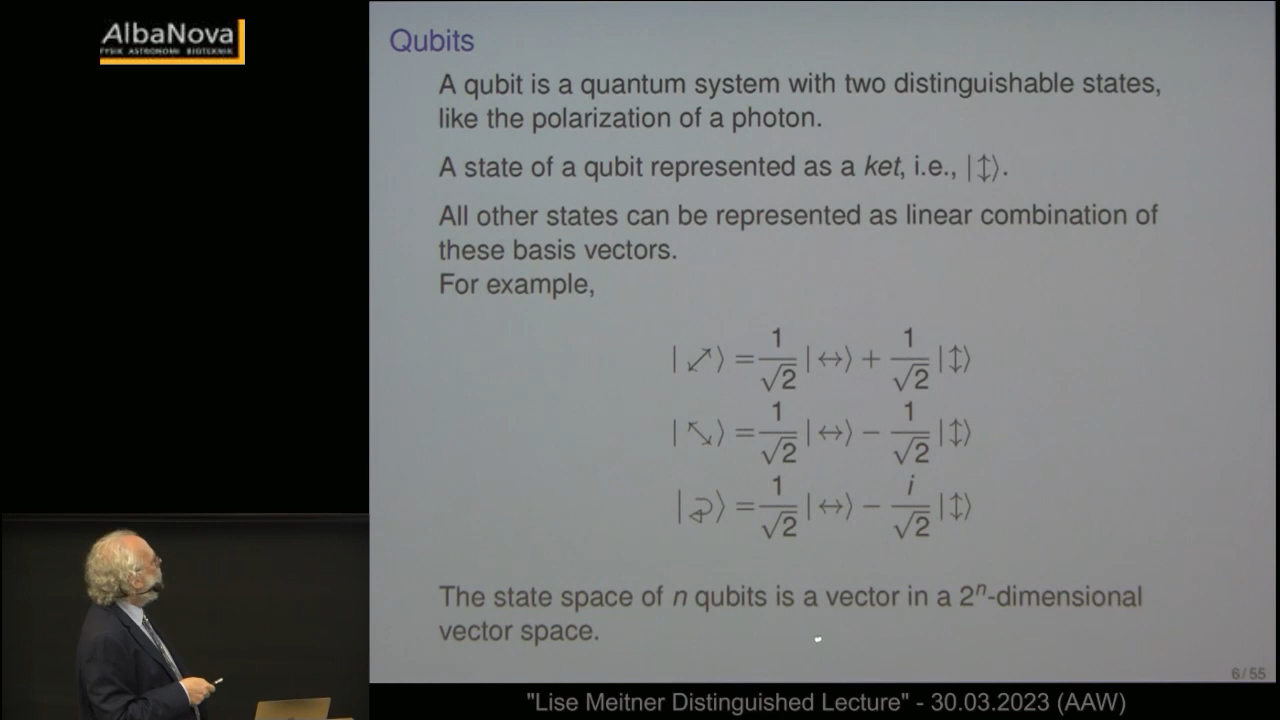 AlbaNova
FYSIK ASTRONOMI BIOTEKNIK
Qubits
A qubit is a quantum system with two distinguishable states,
like the polarization of a photon.
A state of a qubit represented as a ket, i.e., |↕⟩.
All other states can be represented as linear combination of
these basis vectors.
For example,
|⤢⟩ = 1/√2 |↔⟩ + 1/√2 |↕⟩
|⤡⟩ = 1/√2 |↔⟩ − 1/√2 |↕⟩
|⊋⟩ = 1/√2 |↔⟩ − i/√2 |↕⟩
The state space of n qubits is a vector in a 2ⁿ-dimensional
vector space.
6/55
"Lise Meitner Distinguished Lecture" - 30.03.2023 (AAW)